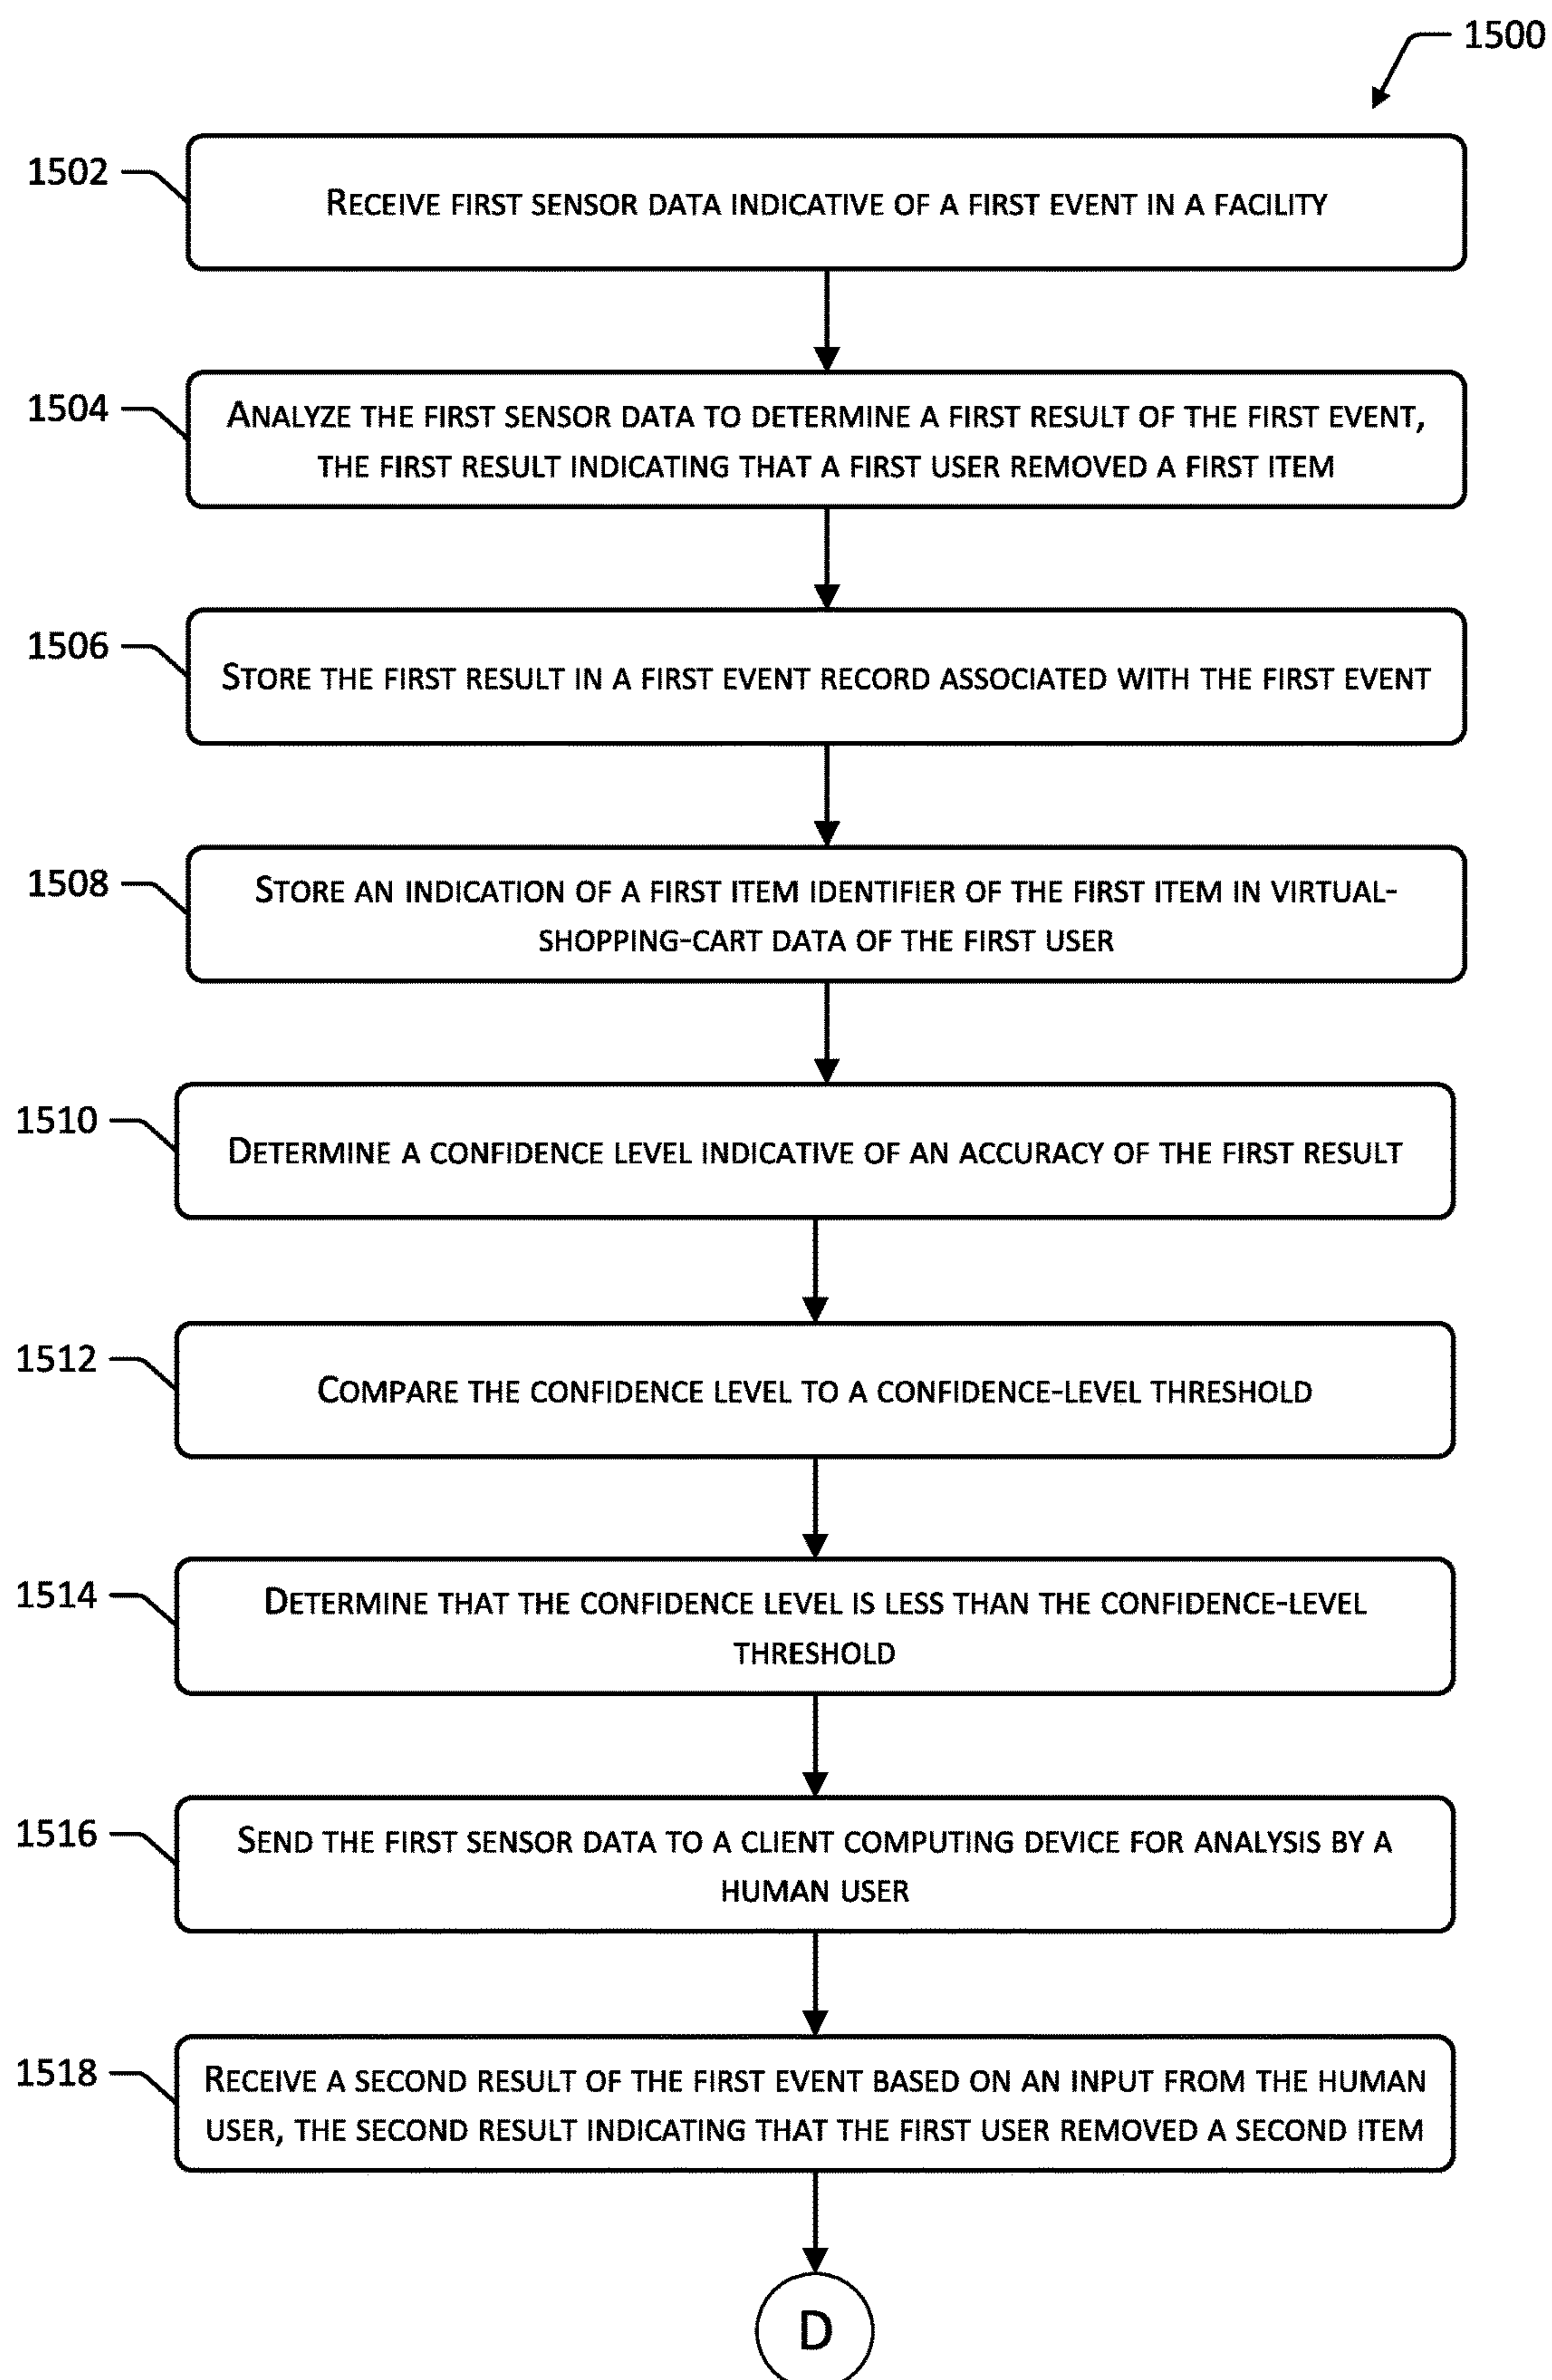 1500
1502
RECEIVE FIRST SENSOR DATA INDICATIVE OF A FIRST EVENT IN A FACILITY
1504
ANALYZE THE FIRST SENSOR DATA TO DETERMINE A FIRST RESULT OF THE FIRST EVENT,
THE FIRST RESULT INDICATING THAT A FIRST USER REMOVED A FIRST ITEM
1506
STORE THE FIRST RESULT IN A FIRST EVENT RECORD ASSOCIATED WITH THE FIRST EVENT
1508
STORE AN INDICATION OF A FIRST ITEM IDENTIFIER OF THE FIRST ITEM IN VIRTUAL-
SHOPPING-CART DATA OF THE FIRST USER
1510
DETERMINE A CONFIDENCE LEVEL INDICATIVE OF AN ACCURACY OF THE FIRST RESULT
1512
COMPARE THE CONFIDENCE LEVEL TO A CONFIDENCE-LEVEL THRESHOLD
1514
DETERMINE THAT THE CONFIDENCE LEVEL IS LESS THAN THE CONFIDENCE-LEVEL
THRESHOLD
1516
SEND THE FIRST SENSOR DATA TO A CLIENT COMPUTING DEVICE FOR ANALYSIS BY A
HUMAN USER
1518
RECEIVE A SECOND RESULT OF THE FIRST EVENT BASED ON AN INPUT FROM THE HUMAN
USER, THE SECOND RESULT INDICATING THAT THE FIRST USER REMOVED A SECOND ITEM
D